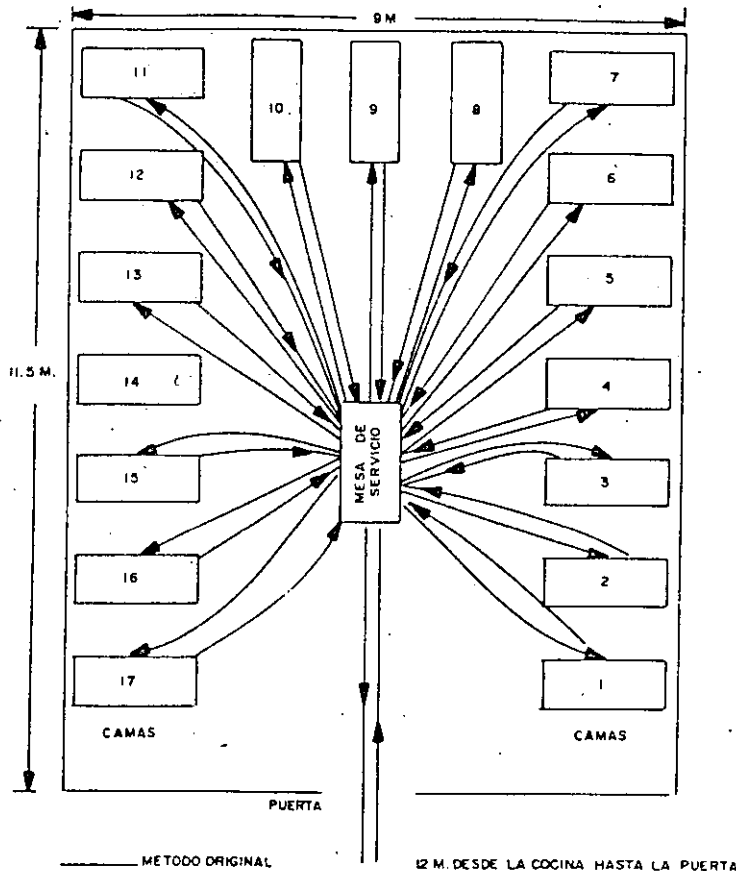 9 M
11
10
9
8
7
12
6
13
5
11.5 M.
14
4
MESA DE
SERVICIO
15
3
16
2
17
1
CAMAS
CAMAS
PUERTA
METODO ORIGINAL
12 M. DESDE LA COCINA HASTA LA PUERTA